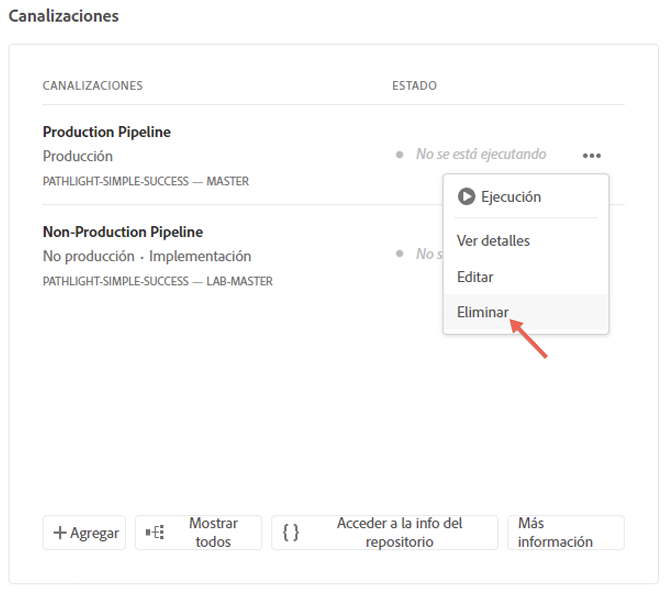 Canalizaciones
CANALIZACIONES ESTADO
Production Pipeline
Producción No se está ejecutando
PATHLIGHT-SIMPLE-SUCCESS — MASTER
Ejecución
Non-Production Pipeline
Ver detalles
No producción · Implementación No s
Editar
PATHLIGHT-SIMPLE-SUCCESS — LAB-MASTER
Eliminar
Agregar
Mostrar
todos
Acceder a la info del
repositorio
Más
información